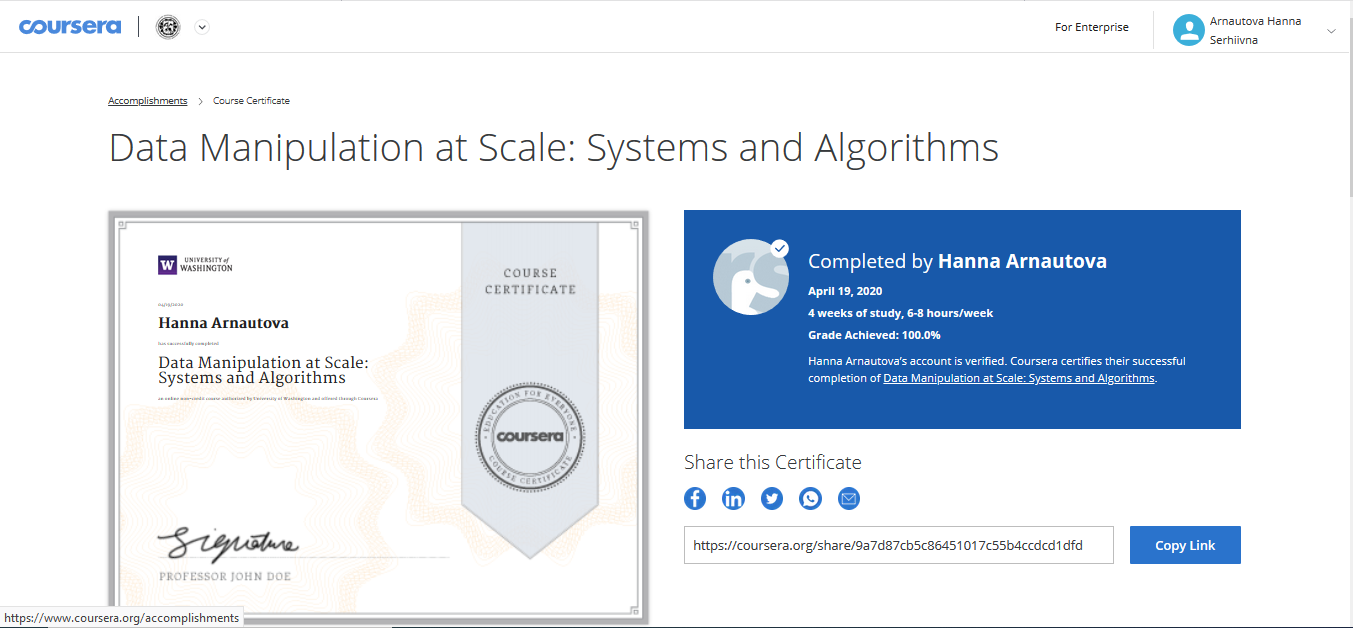 coursera
For Enterprise
Arnautova Hanna
Serhiivna
Accomplishments
Course Certificate
Data Manipulation at Scale: Systems and Algorithms
W UNIVERSITY of
WASHINGTON
COURSE
CERTIFICATE
04/19/2020
Hanna Arnautova
has successfully completed
Data Manipulation at Scale:
Systems and Algorithms
an online non-credit course authorized by University of Washington and offered through Coursera
EDUCATION FOR EVERYONE
coursera
COURSE CERTIFICATE
Signature
PROFESSOR JOHN DOE
Completed by Hanna Arnautova
April 19, 2020
4 weeks of study, 6-8 hours/week
Grade Achieved: 100.0%
Hanna Arnautova's account is verified. Coursera certifies their successful
completion of Data Manipulation at Scale: Systems and Algorithms.
Share this Certificate
https://coursera.org/share/9a7d87cb5c86451017c55b4ccdcd1dfd
Copy Link
https://www.coursera.org/accomplishments